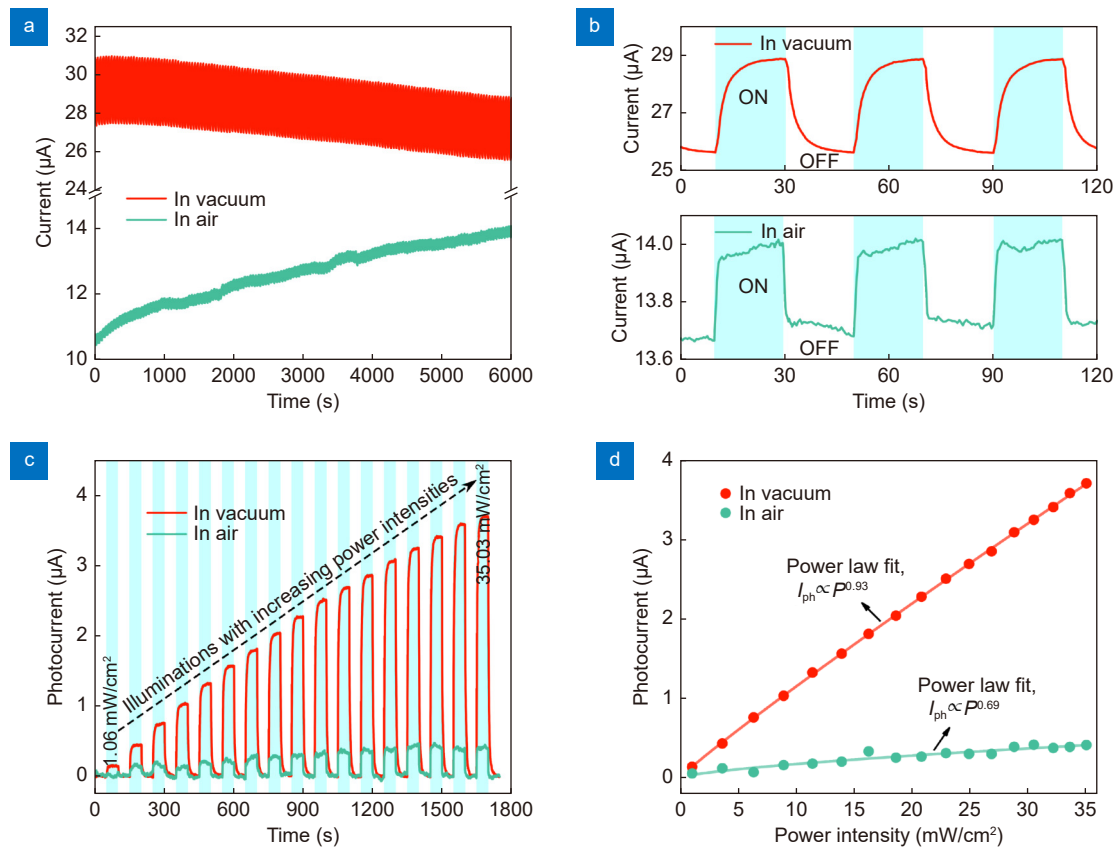 a
32
30
28
26
24
14
12
10
Current (μA)
In vacuum
In air
0 1000 2000 3000 4000 5000 6000
Time (s)
b
29
27
25
Current (μA)
In vacuum
ON
OFF
0 30 60 90 120
14.0
13.8
13.6
Current (μA)
In air
ON
OFF
0 30 60 90 120
Time (s)
c
4
3
2
1
0
Photocurrent (μA)
In vacuum
In air
Illuminations with increasing power intensities
1.06 mW/cm²
35.03 mW/cm²
0 300 600 900 1200 1500 1800
Time (s)
d
4
2
0
Photocurrent (μA)
In vacuum
In air
Power law fit,
Iph∝P^0.93
Power law fit,
Iph∝P^0.69
0 5 10 15 20 25 30 35
Power intensity (mW/cm²)